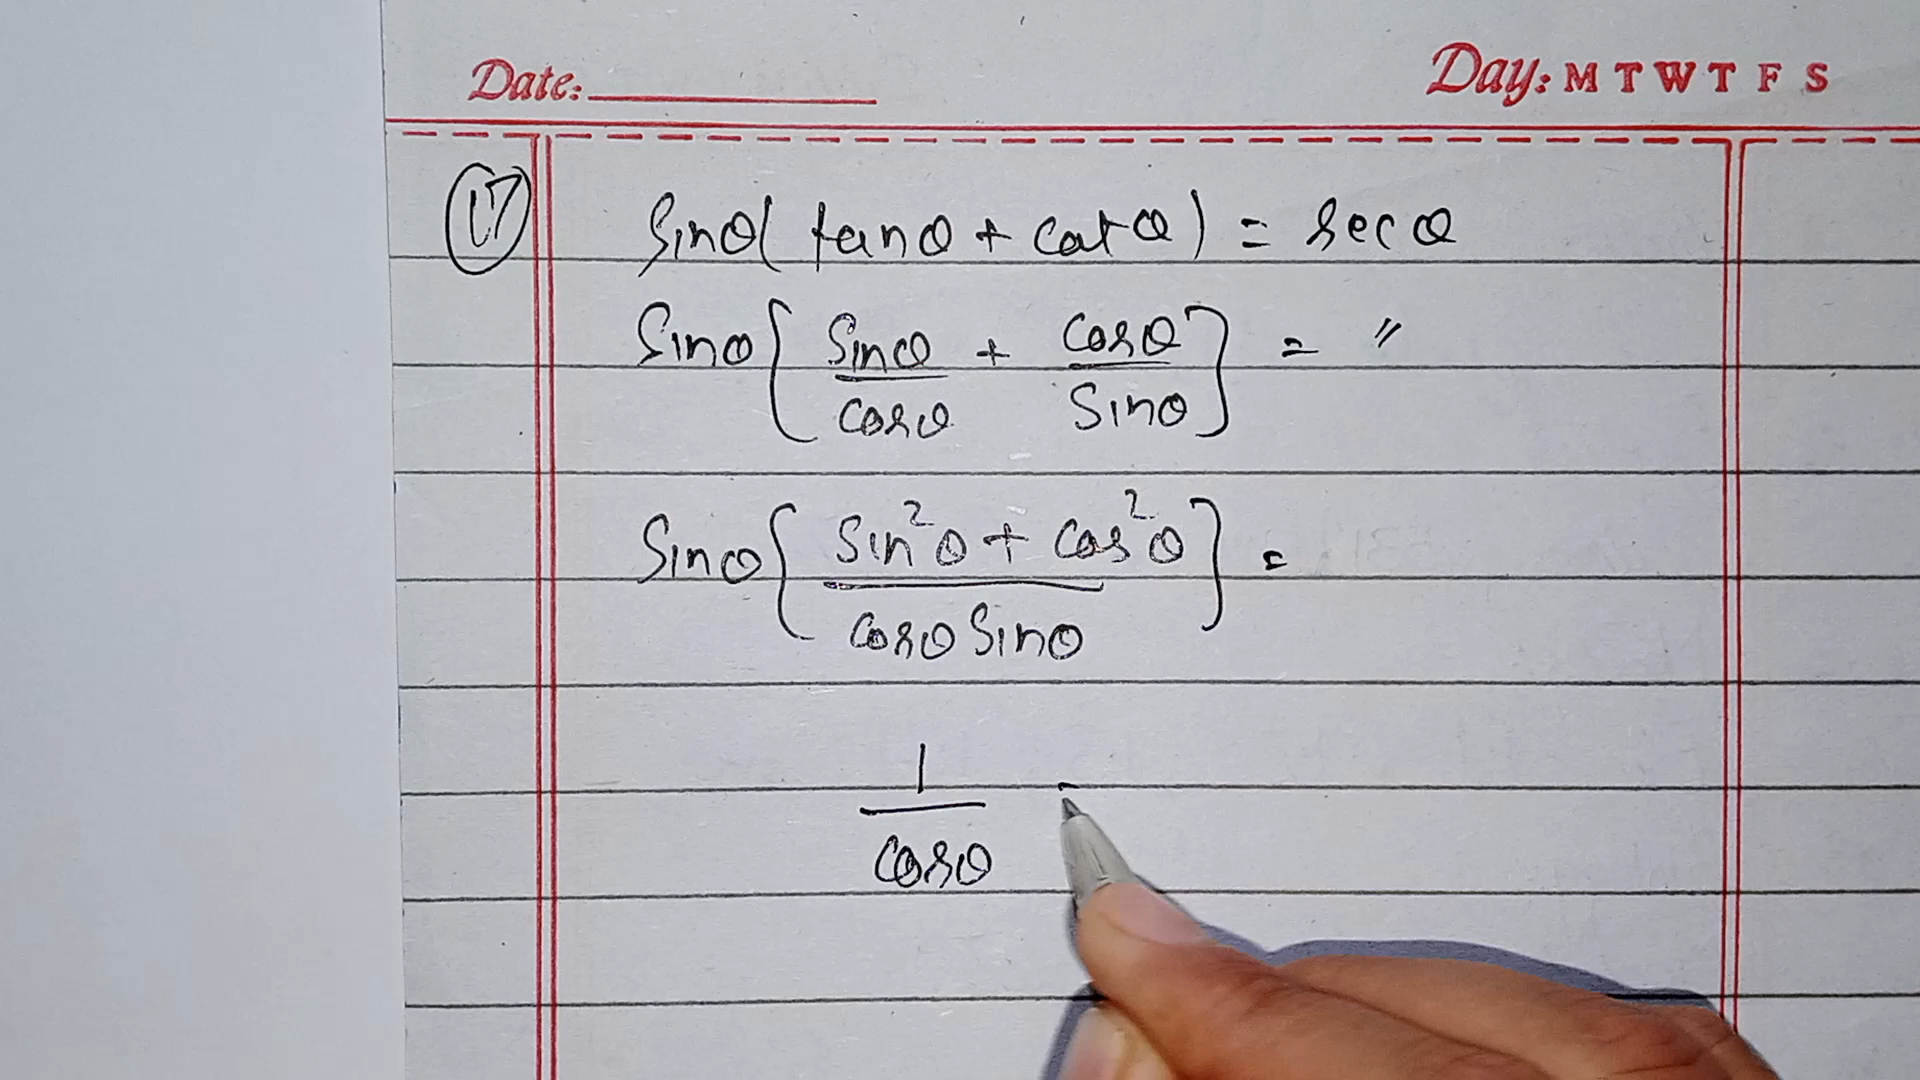 Date:
Day: M T W T F S
17 sinθ( tanθ + cotθ ) = secθ
Sinθ [ Sinθ/cosθ + cosθ/Sinθ ] = "
Sinθ [ Sin²θ + cos²θ / cosθ Sinθ ] =
1/cosθ -